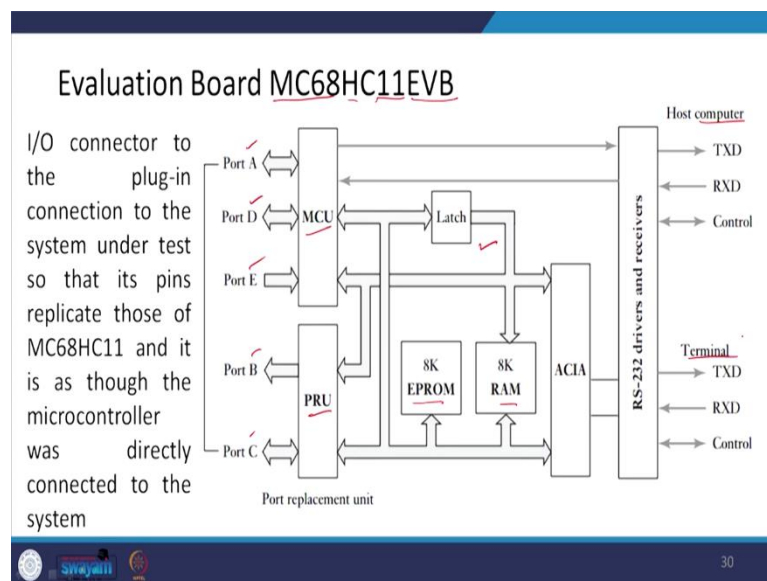 Evaluation Board MC68HC11EVB
I/O connector to
the plug-in
connection to the
system under test
so that its pins
replicate those of
MC68HC11 and it
is as though the
microcontroller
was directly
connected to the
system
Port A
Port D
Port E
Port B
Port C
MCU
PRU
Port replacement unit
Latch
8K
EPROM
8K
RAM
ACIA
RS-232 drivers and receivers
Host computer
TXD
RXD
Control
Terminal
TXD
RXD
Control
swayam
30